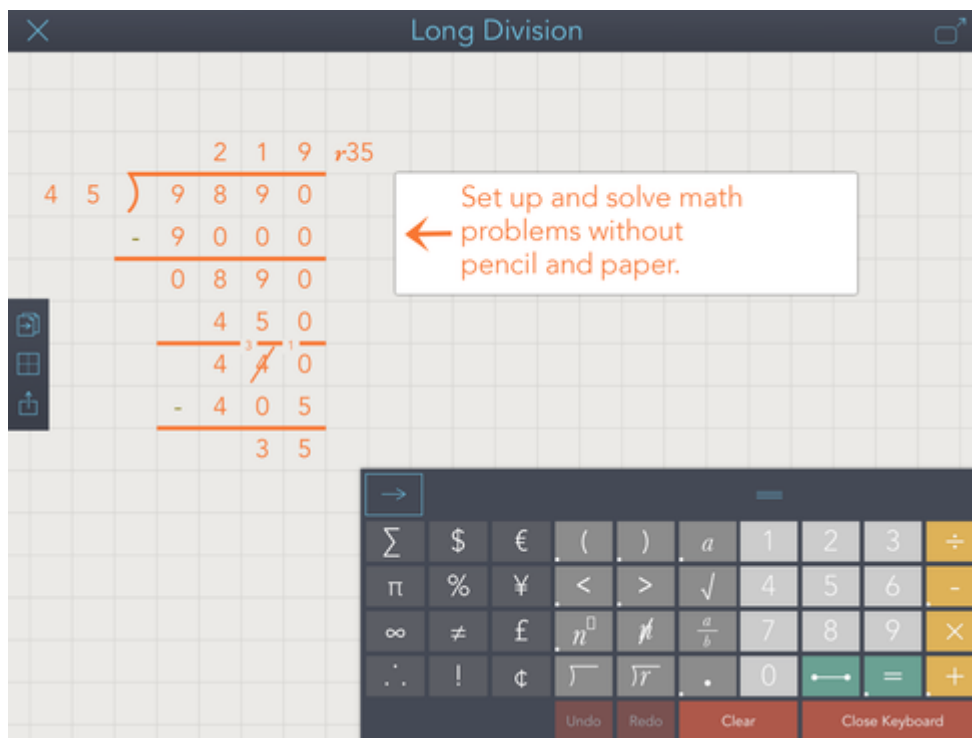 Long Division
2 1 9 r35
4 5 ) 9 8 9 0
- 9 0 0 0
0 8 9 0
4 5 0
3 1
4 4 0
- 4 0 5
3 5
Set up and solve math
problems without
pencil and paper.
∑ $ € ( ) a 1 2 3 ÷
π % ¥ < > √ 4 5 6 -
∞ ≠ £ n▯ n a/b 7 8 9 ×
∴ ! ¢ ) )r . 0 = +
Undo Redo Clear Close Keyboard